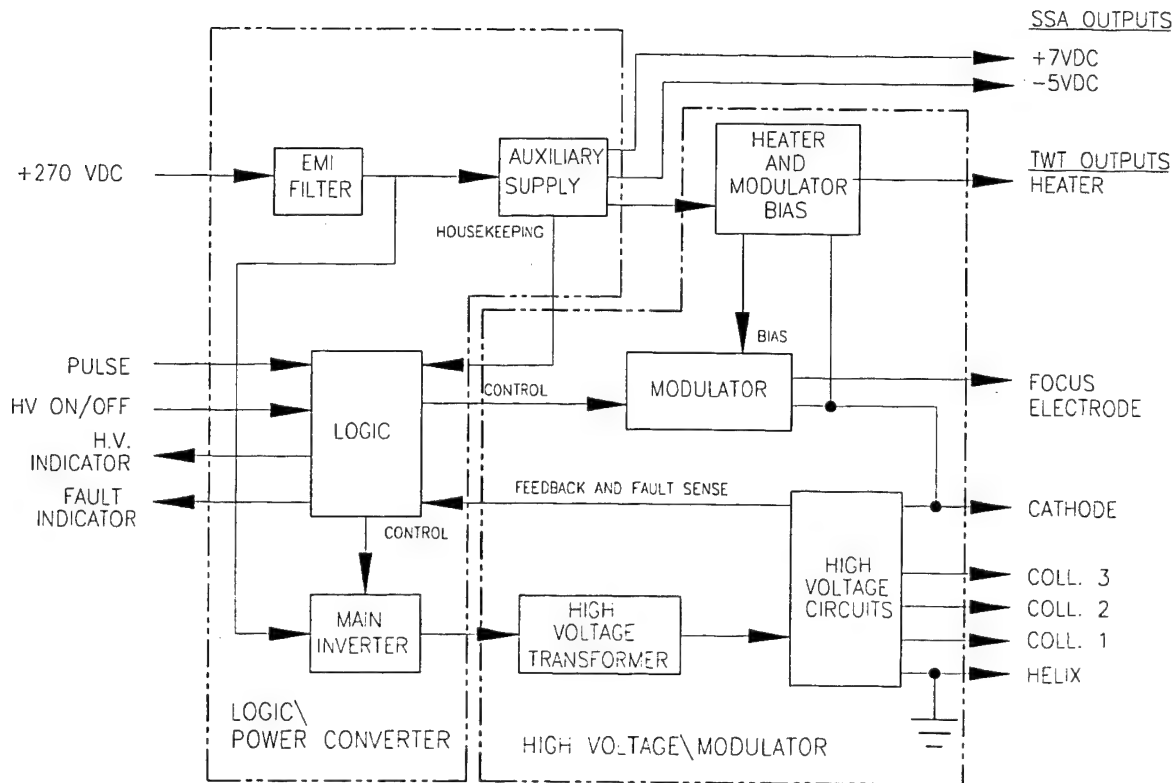 SSA OUTPUTS
+7VDC
-5VDC
+270 VDC
EMI
FILTER
AUXILIARY
SUPPLY
HEATER
AND
MODULATOR
BIAS
TWT OUTPUTS
HEATER
HOUSEKEEPING
BIAS
PULSE
HV ON/OFF
H.V.
INDICATOR
FAULT
INDICATOR
LOGIC
CONTROL
MODULATOR
FOCUS
ELECTRODE
FEEDBACK AND FAULT SENSE
CATHODE
CONTROL
HIGH
VOLTAGE
CIRCUITS
COLL. 3
COLL. 2
COLL. 1
HELIX
MAIN
INVERTER
HIGH
VOLTAGE
TRANSFORMER
LOGIC\
POWER CONVERTER
HIGH VOLTAGE\MODULATOR